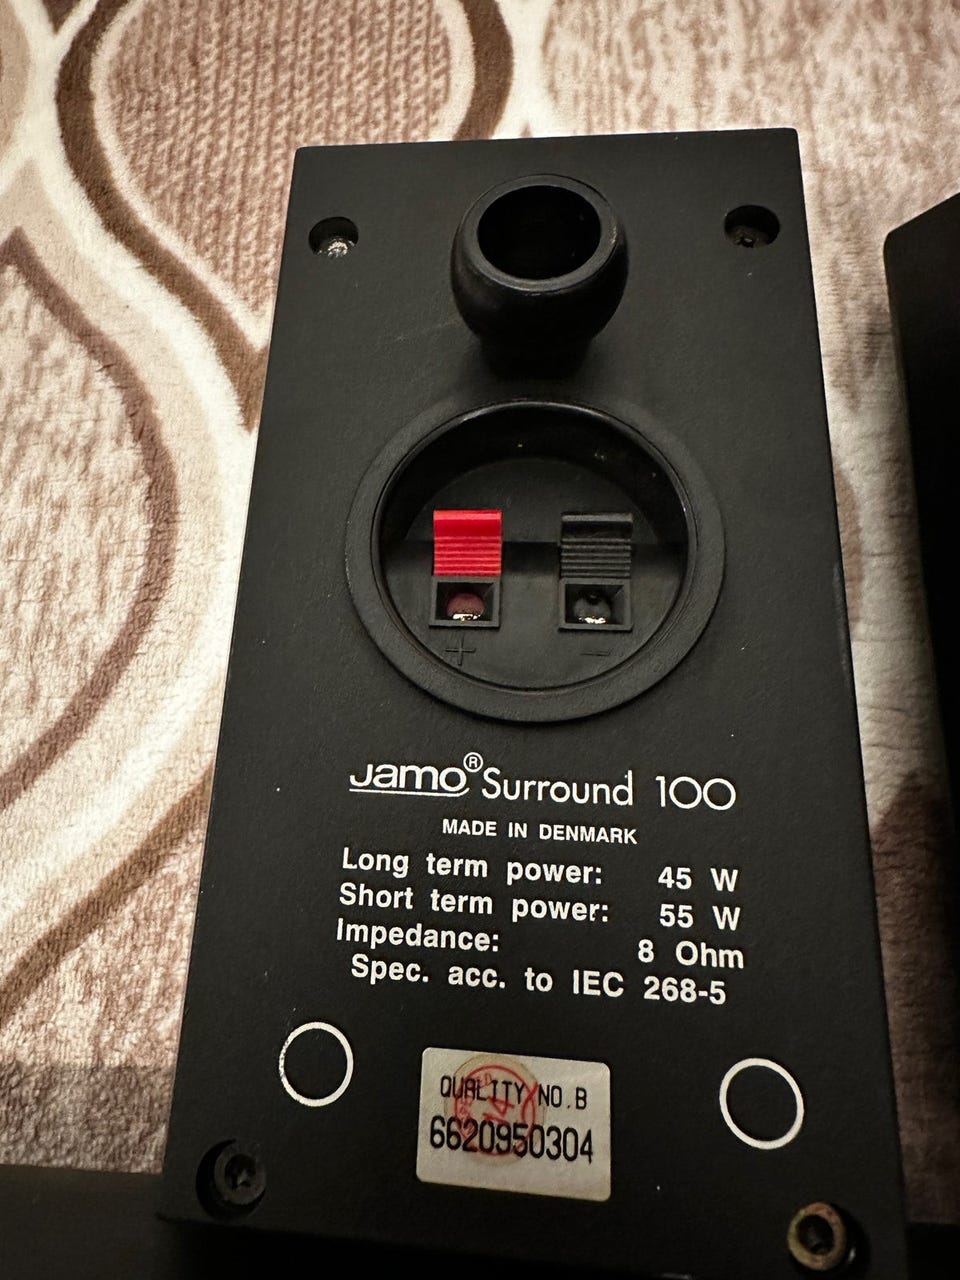 + −
Jamo® Surround 100
MADE IN DENMARK
Long term power: 45 W
Short term power: 55 W
Impedance: 8 Ohm
Spec. acc. to IEC 268-5
QUALITY NO.B
6620950304